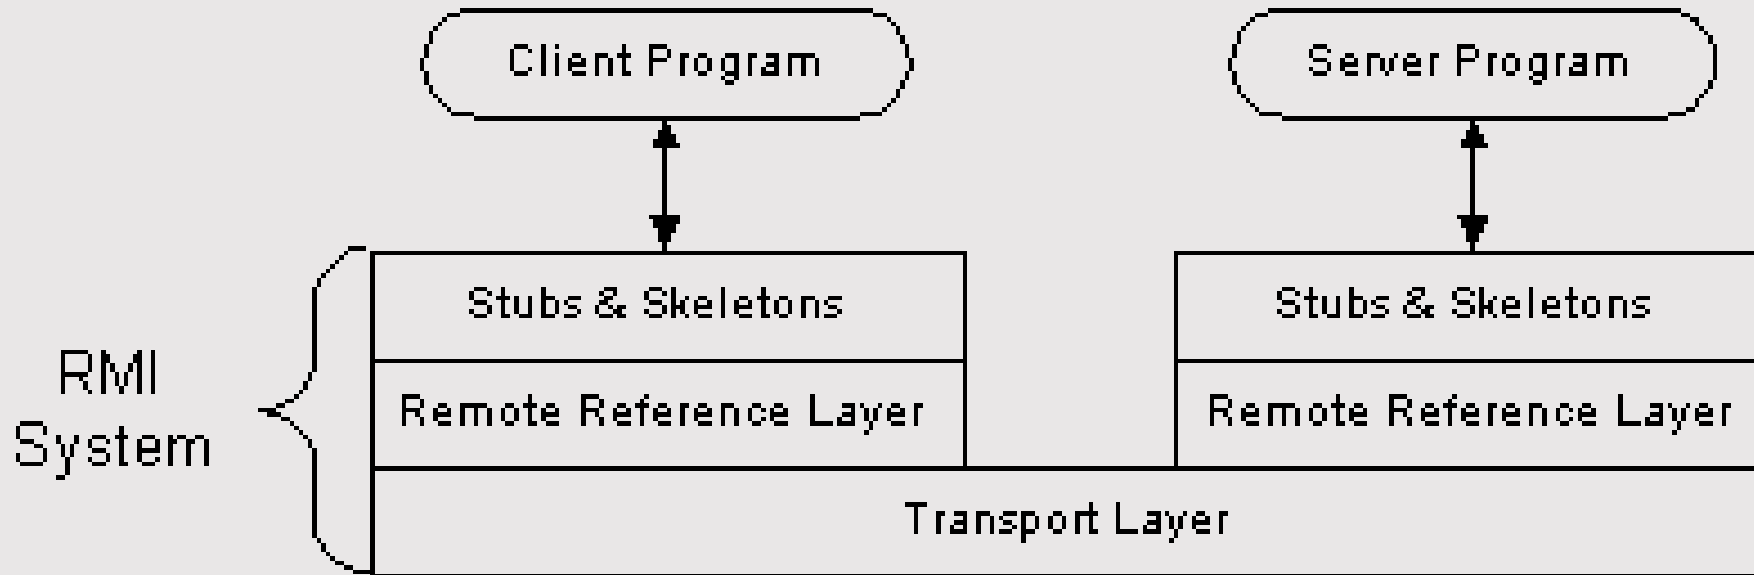 Client Program
Server Program
Stubs & Skeletons
Stubs & Skeletons
RMI
System
Remote Reference Layer
Remote Reference Layer
Transport Layer